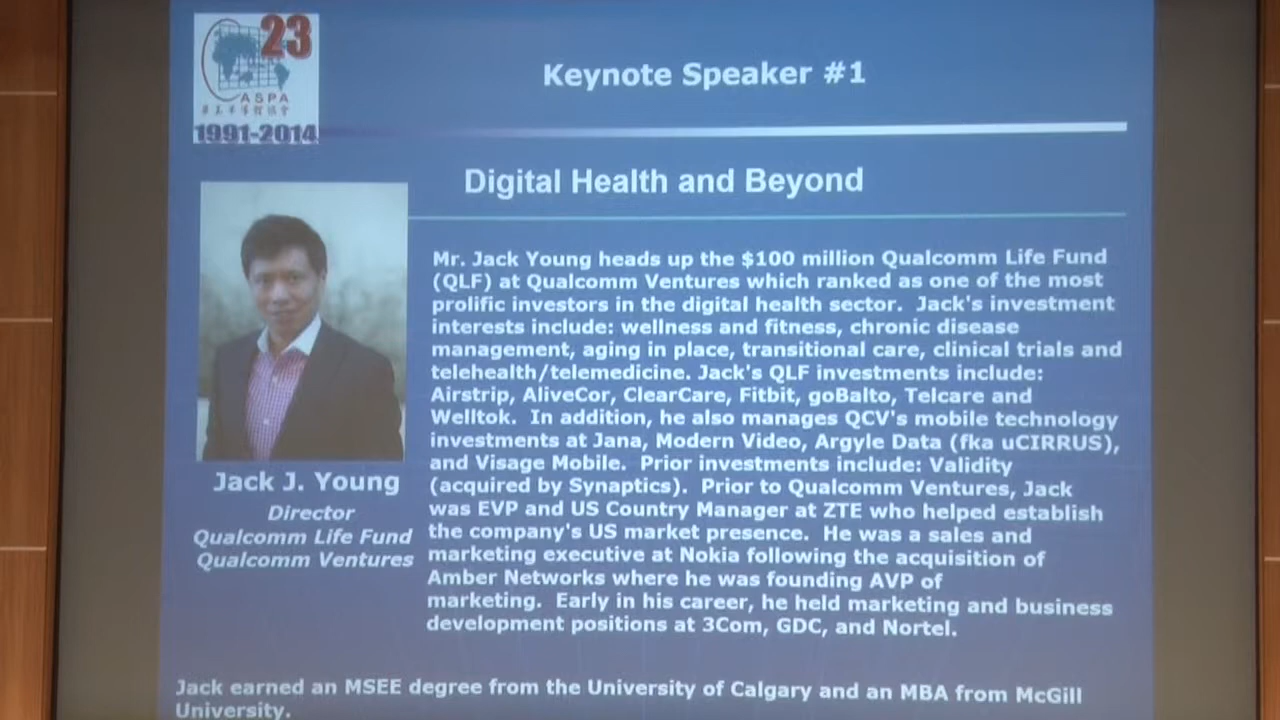 23
CASPA
1991-2014
Keynote Speaker #1
Digital Health and Beyond
Mr. Jack Young heads up the $100 million Qualcomm Life Fund
(QLF) at Qualcomm Ventures which ranked as one of the most
prolific investors in the digital health sector. Jack's investment
interests include: wellness and fitness, chronic disease
management, aging in place, transitional care, clinical trials and
telehealth/telemedicine. Jack's QLF investments include:
Airstrip, AliveCor, ClearCare, Fitbit, goBalto, Telcare and
Welltok. In addition, he also manages QCV's mobile technology
investments at Jana, Modern Video, Argyle Data (fka uCIRRUS),
and Visage Mobile. Prior investments include: Validity
(acquired by Synaptics). Prior to Qualcomm Ventures, Jack
was EVP and US Country Manager at ZTE who helped establish
the company's US market presence. He was a sales and
marketing executive at Nokia following the acquisition of
Amber Networks where he was founding AVP of
marketing. Early in his career, he held marketing and business
development positions at 3Com, GDC, and Nortel.
Jack J. Young
Director
Qualcomm Life Fund
Qualcomm Ventures
Jack earned an MSEE degree from the University of Calgary and an MBA from McGill
University.